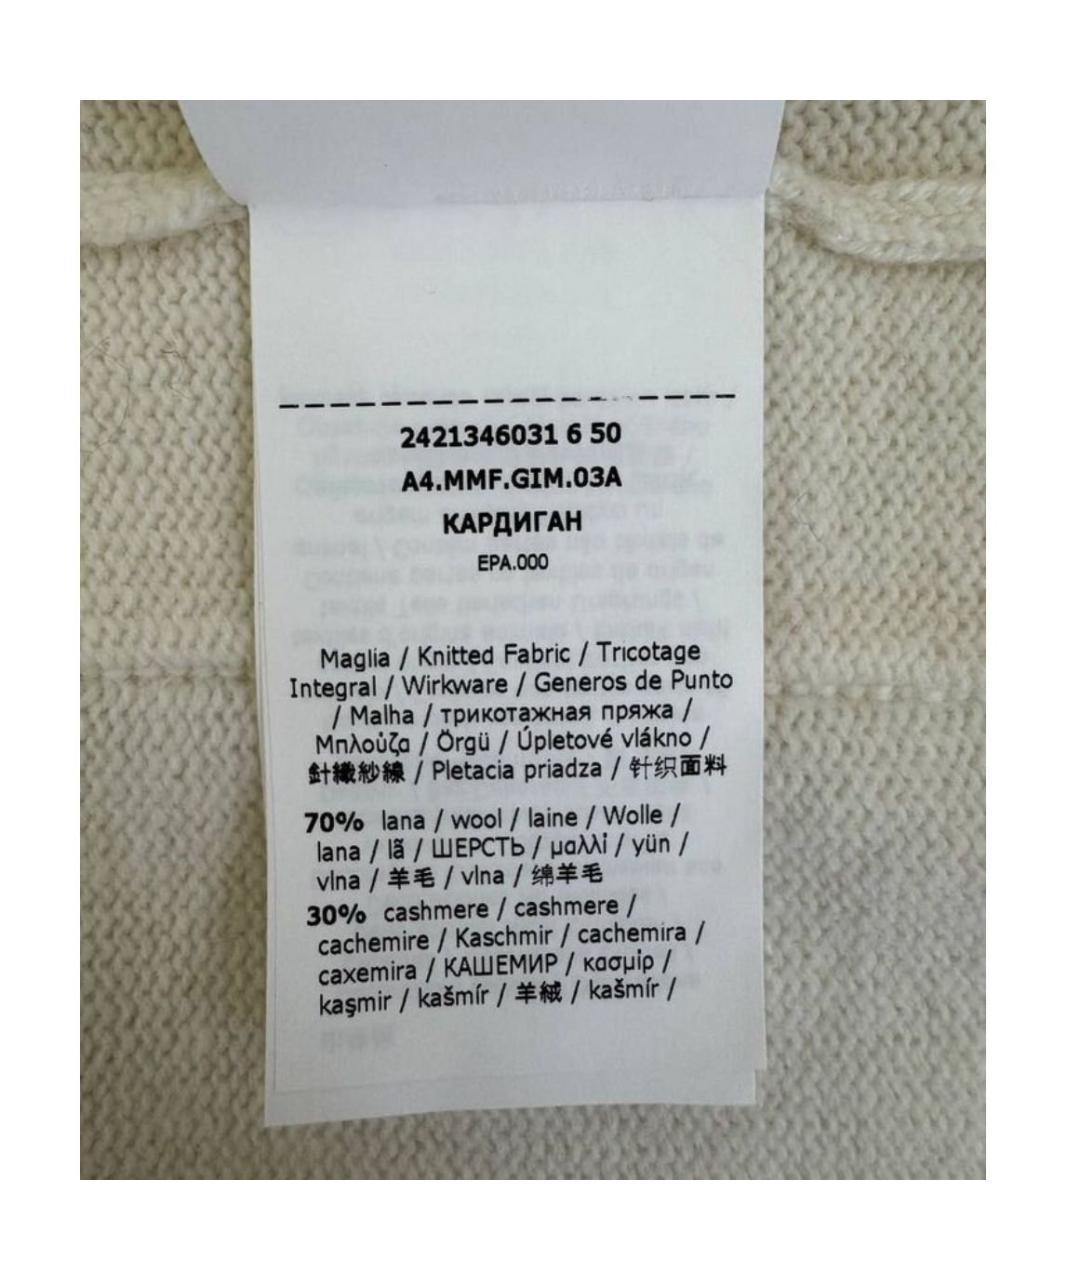 2421346031 6 50
A4.MMF.GIM.03A
КАРДИГАН
EPA.000
Maglia / Knitted Fabric / Tricotage
Integral / Wirkware / Generos de Punto
/ Malha / трикотажная пряжа /
Μπλούζα / Örgü / Úpletové vlákno /
針織紗線 / Pletacia priadza / 针织面料
70% lana / wool / laine / Wolle /
lana / lã / ШЕРСТЬ / μαλλί / yün /
vlna / 羊毛 / vlna / 绵羊毛
30% cashmere / cashmere /
cachemire / Kaschmir / cachemira /
caxemira / КАШЕМИР / κασμίρ /
kaşmir / kašmír / 羊絨 / kašmír /